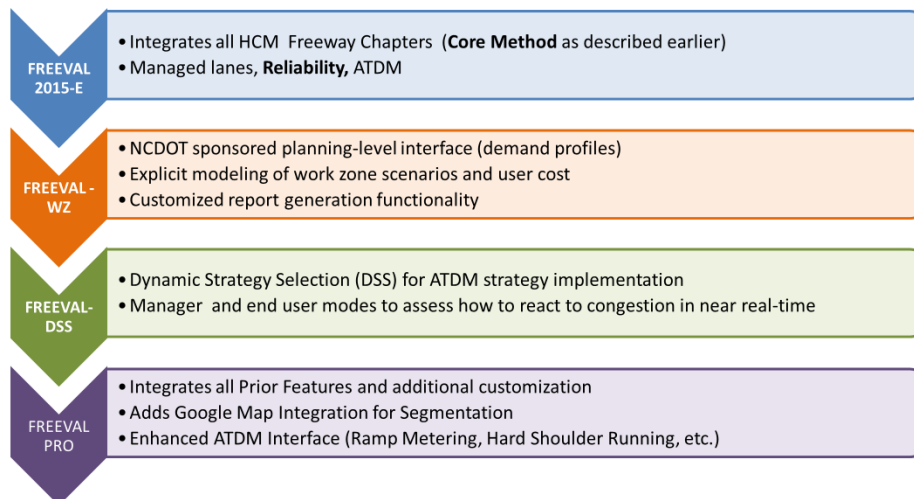 FREEVAL
2015-E
• Integrates all HCM Freeway Chapters (Core Method as described earlier)
• Managed lanes, Reliability, ATDM
FREEVAL -
WZ
• NCDOT sponsored planning-level interface (demand profiles)
• Explicit modeling of work zone scenarios and user cost
• Customized report generation functionality
FREEVAL-
DSS
• Dynamic Strategy Selection (DSS) for ATDM strategy implementation
• Manager and end user modes to assess how to react to congestion in near real-time
FREEVAL
PRO
• Integrates all Prior Features and additional customization
• Adds Google Map Integration for Segmentation
• Enhanced ATDM Interface (Ramp Metering, Hard Shoulder Running, etc.)